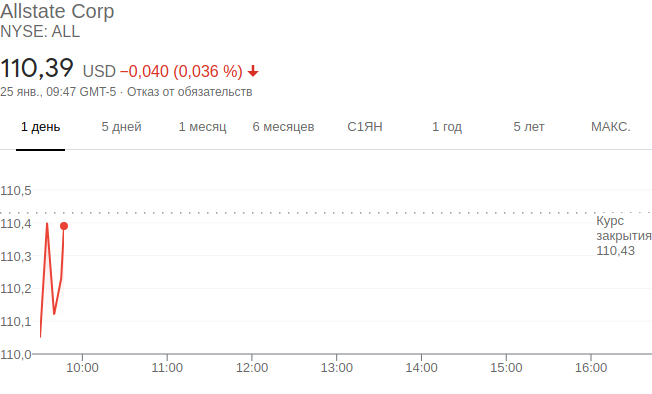 Allstate Corp
NYSE: ALL
110,39 USD −0,040 (0,036 %)
25 янв., 09:47 GMT-5 · Отказ от обязательств
1 день 5 дней 1 месяц 6 месяцев С1ЯН 1 год 5 лет МАКС.
110,5
110,4
110,3
110,2
110,1
110,0
Курс
закрытия
110,43
10:00 11:00 12:00 13:00 14:00 15:00 16:00